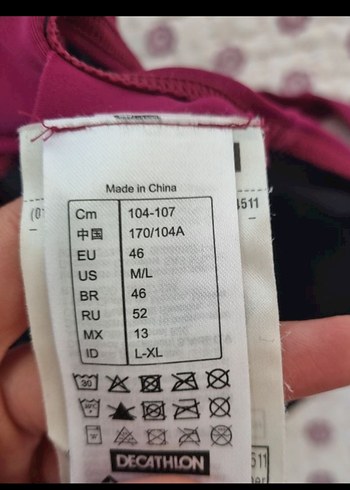 Made in China
Cm 104-107
中国 170/104A
EU 46
US M/L
BR 46
RU 52
MX 13
ID L-XL
30
DECATHLON